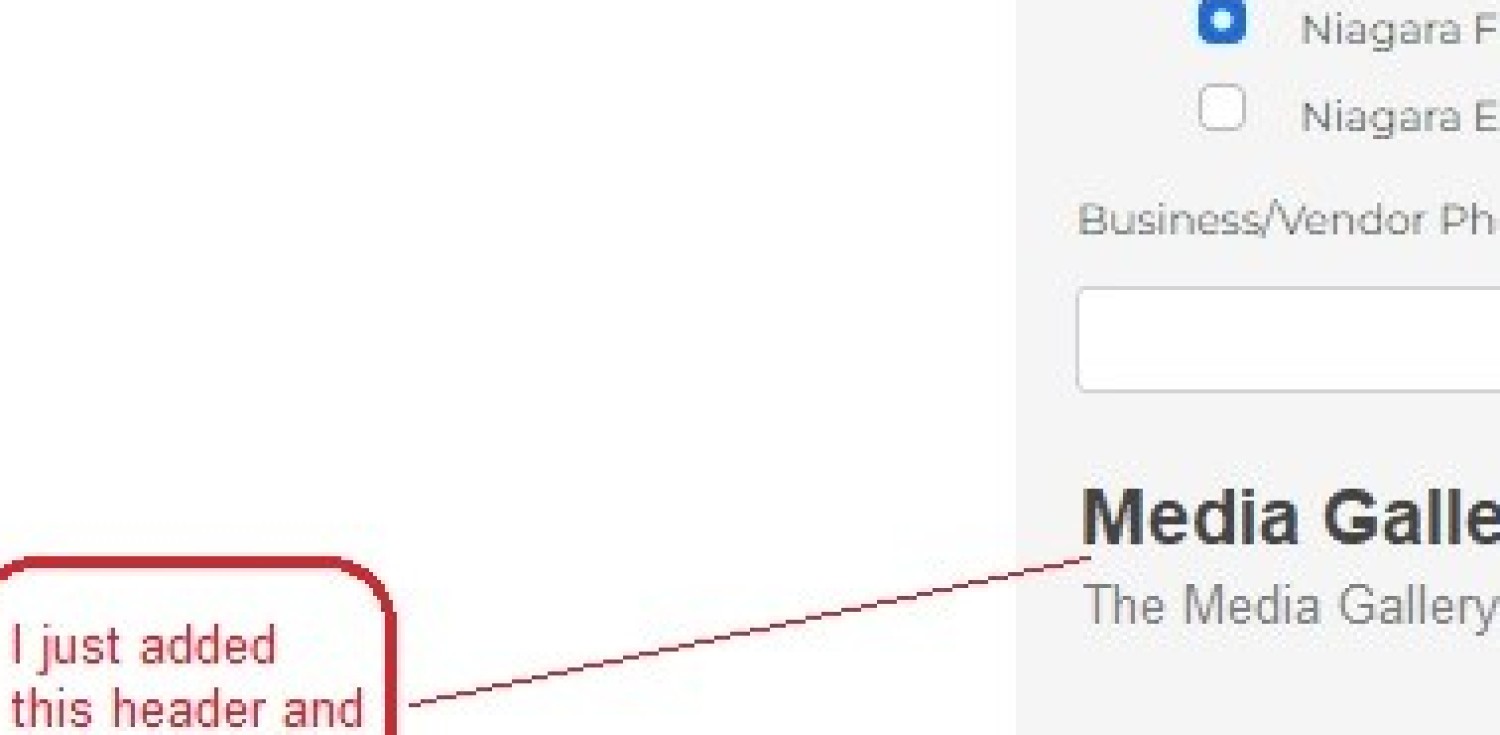 Niagara F
Niagara E
Business/Vendor Ph
Media Galle
The Media Gallery
I just added
this header and